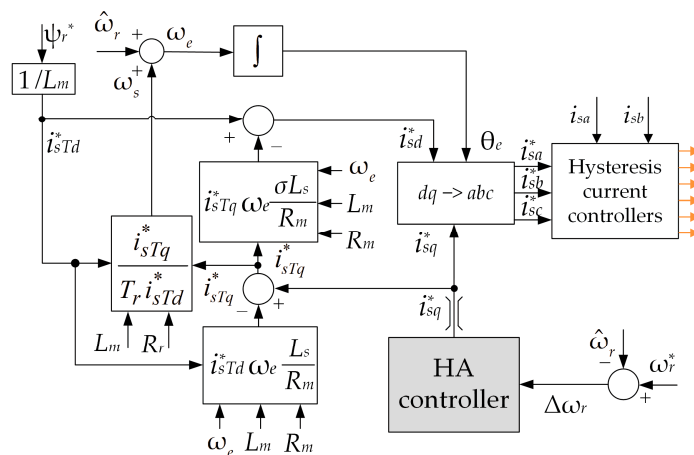 ψᵣ*
ω̂ᵣ
+
ωₑ
∫
+
ωₛ
1/Lₘ
i*ₛTd
+
−
i*ₛd
θₑ
iₛₐ
iₛb
i*ₛₐ
i*ₛb
i*ₛc
Hysteresis
current
controllers
dq −> abc
i*ₛTq ωₑ σLₛ / Rₘ
ωₑ
Lₘ
Rₘ
i*ₛTq / Tᵣ i*ₛTd
i*ₛTq
i*ₛTq
i*ₛq
−
+
Lₘ
Rᵣ
i*ₛq
i*ₛTd ωₑ Lₛ / Rₘ
HA
controller
ω̂ᵣ
−
ωᵣ*
+
Δωᵣ
ωₑ
Lₘ
Rₘ